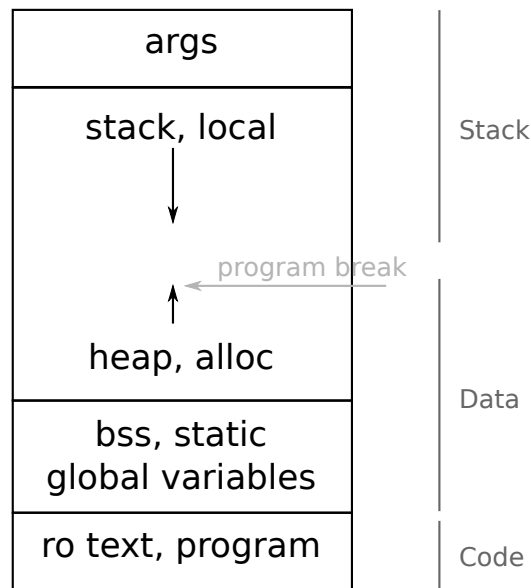 args
stack, local
Stack
program break
heap, alloc
Data
bss, static
global variables
ro text, program
Code